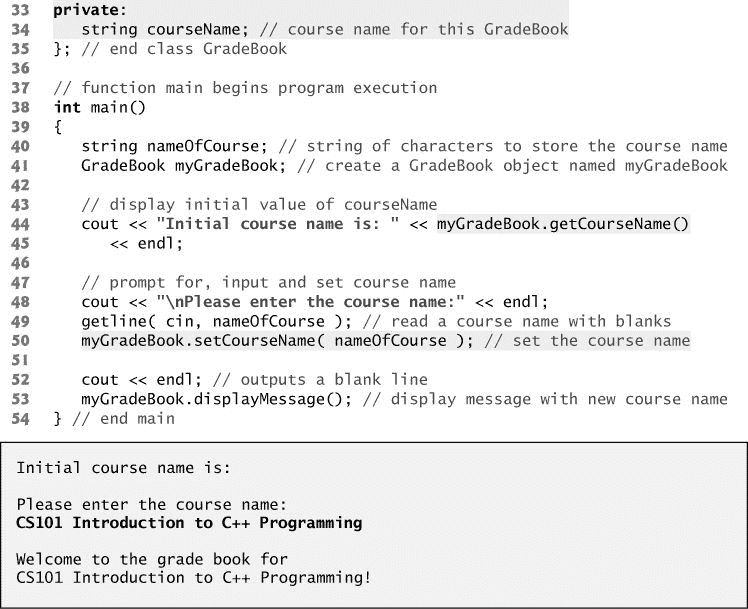 33 private:
34 string courseName; // course name for this GradeBook
35 }; // end class GradeBook
36
37 // function main begins program execution
38 int main()
39 {
40 string nameOfCourse; // string of characters to store the course name
41 GradeBook myGradeBook; // create a GradeBook object named myGradeBook
42
43 // display initial value of courseName
44 cout << "Initial course name is: " << myGradeBook.getCourseName()
45 << endl;
46
47 // prompt for, input and set course name
48 cout << "\nPlease enter the course name:" << endl;
49 getline( cin, nameOfCourse ); // read a course name with blanks
50 myGradeBook.setCourseName( nameOfCourse ); // set the course name
51
52 cout << endl; // outputs a blank line
53 myGradeBook.displayMessage(); // display message with new course name
54 } // end main
Initial course name is:
Please enter the course name:
CS101 Introduction to C++ Programming
Welcome to the grade book for
CS101 Introduction to C++ Programming!